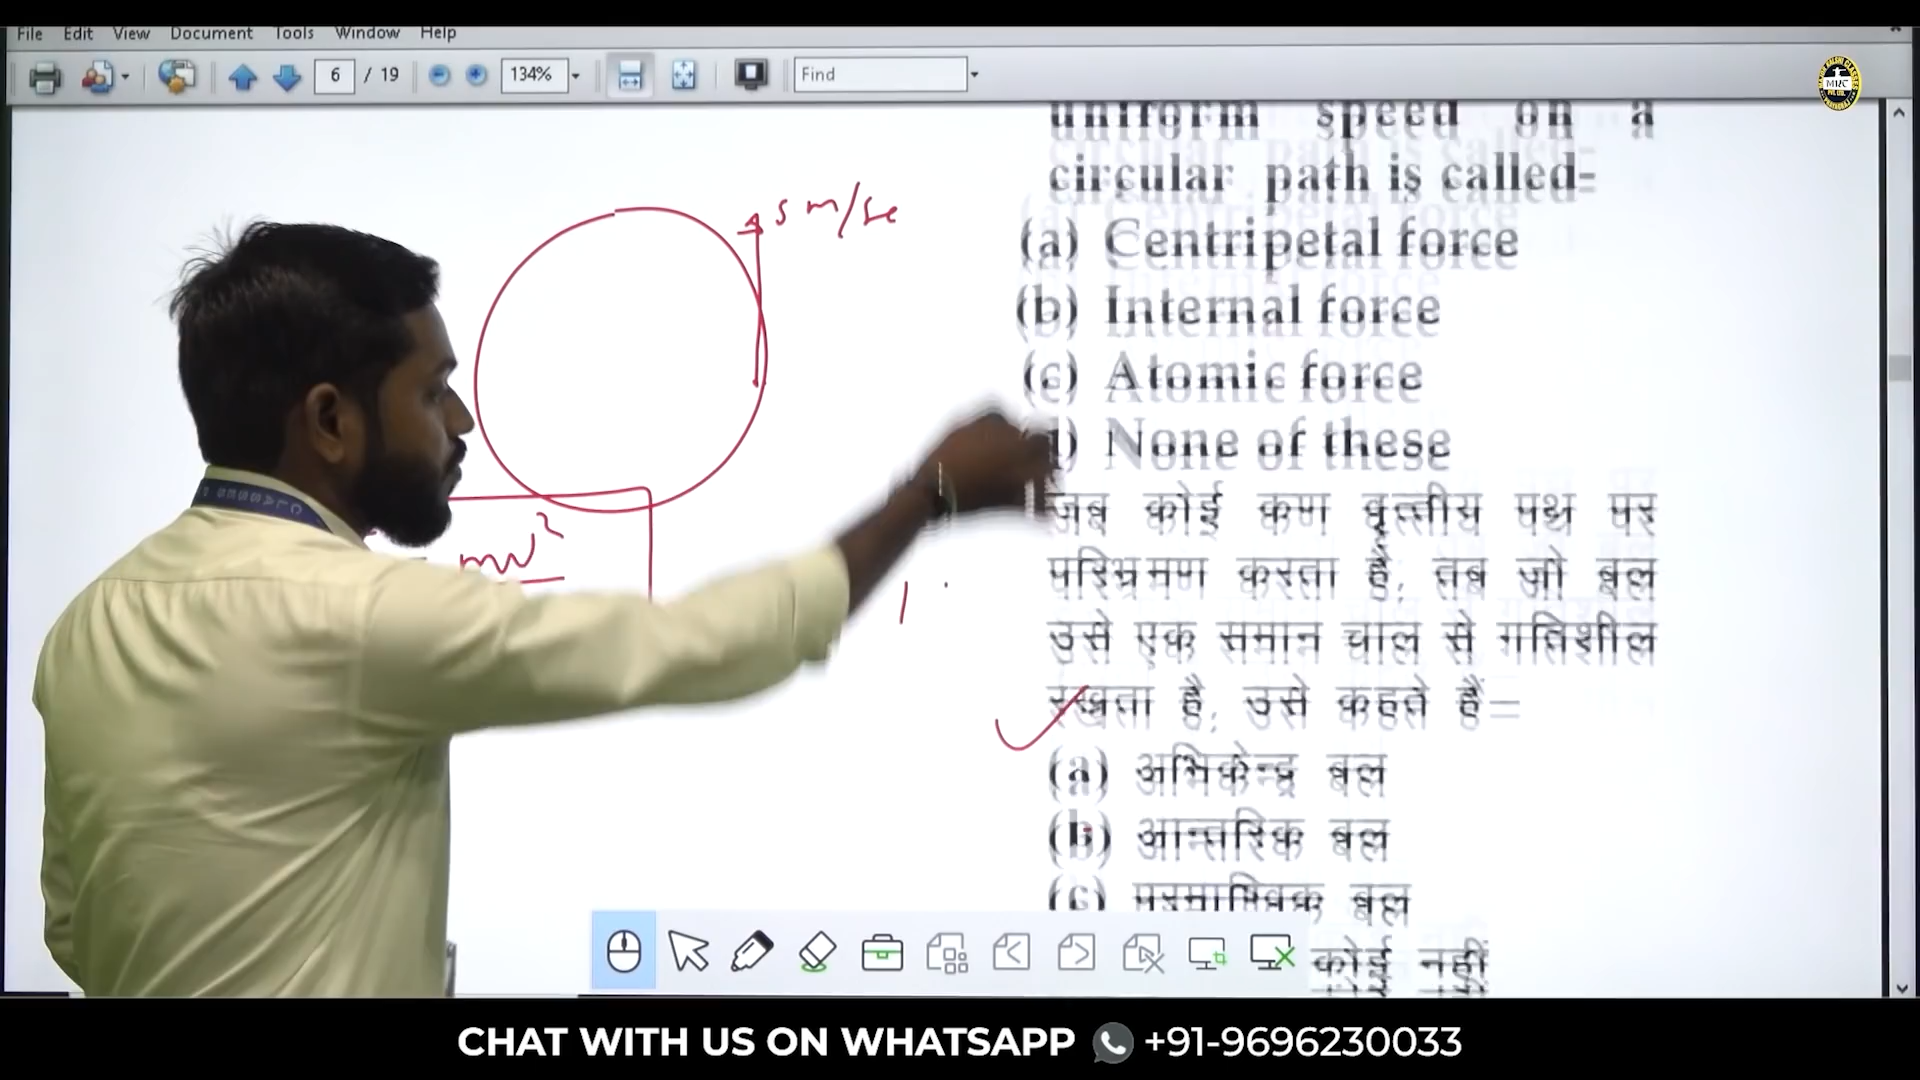 File Edit View Document Tools Window Help
6 / 19 134% Find
MRC
uniform speed on a
circular path is called-
(a) Centripetal force
(b) Internal force
(c) Atomic force
) None of these
जब कोई कण वृत्तीय पथ पर
परिभ्रमण करता है, तब जो बल
उसे एक समान चाल से गतिशील
रखता है, उसे कहते हैं-
(a) अभिकेन्द्र बल
(b) आन्तरिक बल
(c) परमाण्विक बल
कोई नहीं
5 m/se
mv²
CHAT WITH US ON WHATSAPP +91-9696230033